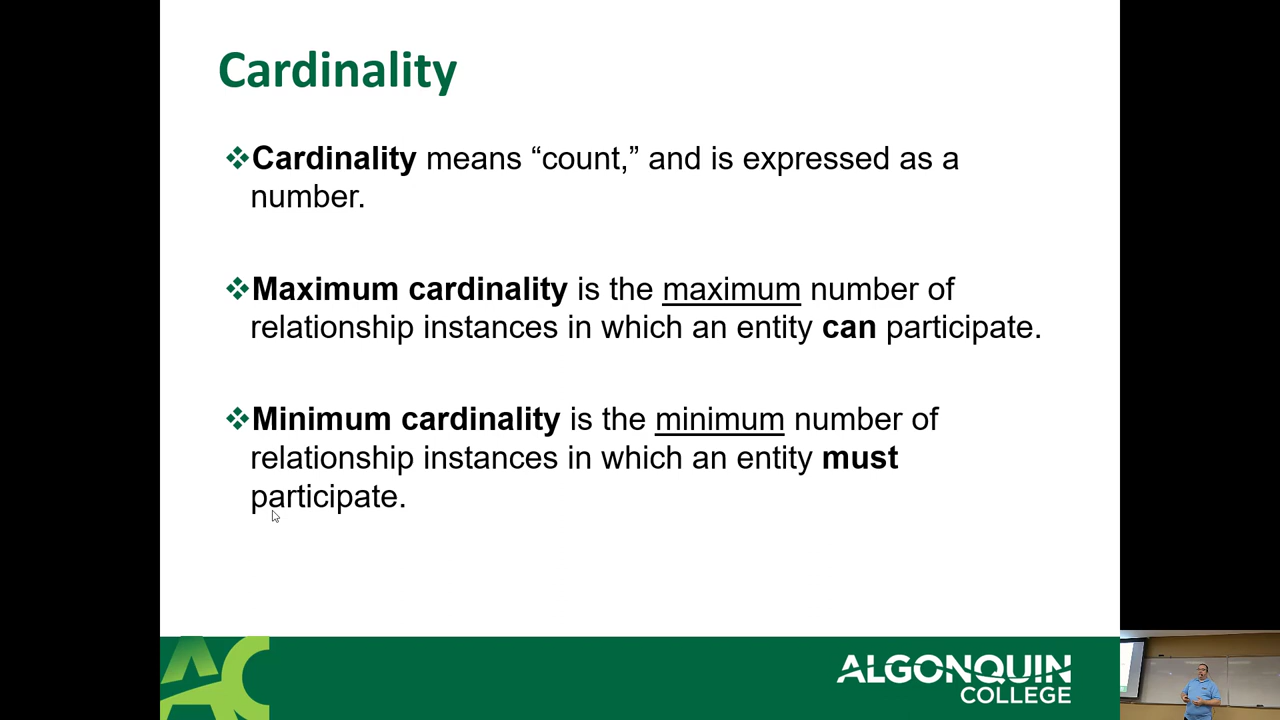 Cardinality
❖Cardinality means “count,” and is expressed as a
number.
❖Maximum cardinality is the maximum number of
relationship instances in which an entity can participate.
❖Minimum cardinality is the minimum number of
relationship instances in which an entity must
participate.
AC
ALGONQUIN
COLLEGE